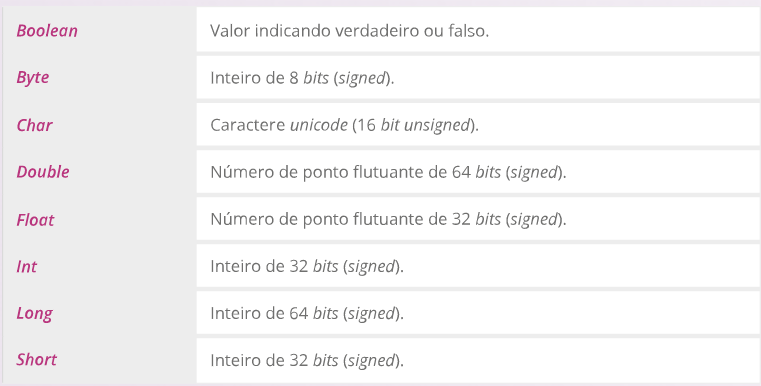 Boolean Valor indicando verdadeiro ou falso.
Byte Inteiro de 8 bits (signed).
Char Caractere unicode (16 bit unsigned).
Double Número de ponto flutuante de 64 bits (signed).
Float Número de ponto flutuante de 32 bits (signed).
Int Inteiro de 32 bits (signed).
Long Inteiro de 64 bits (signed).
Short Inteiro de 32 bits (signed).